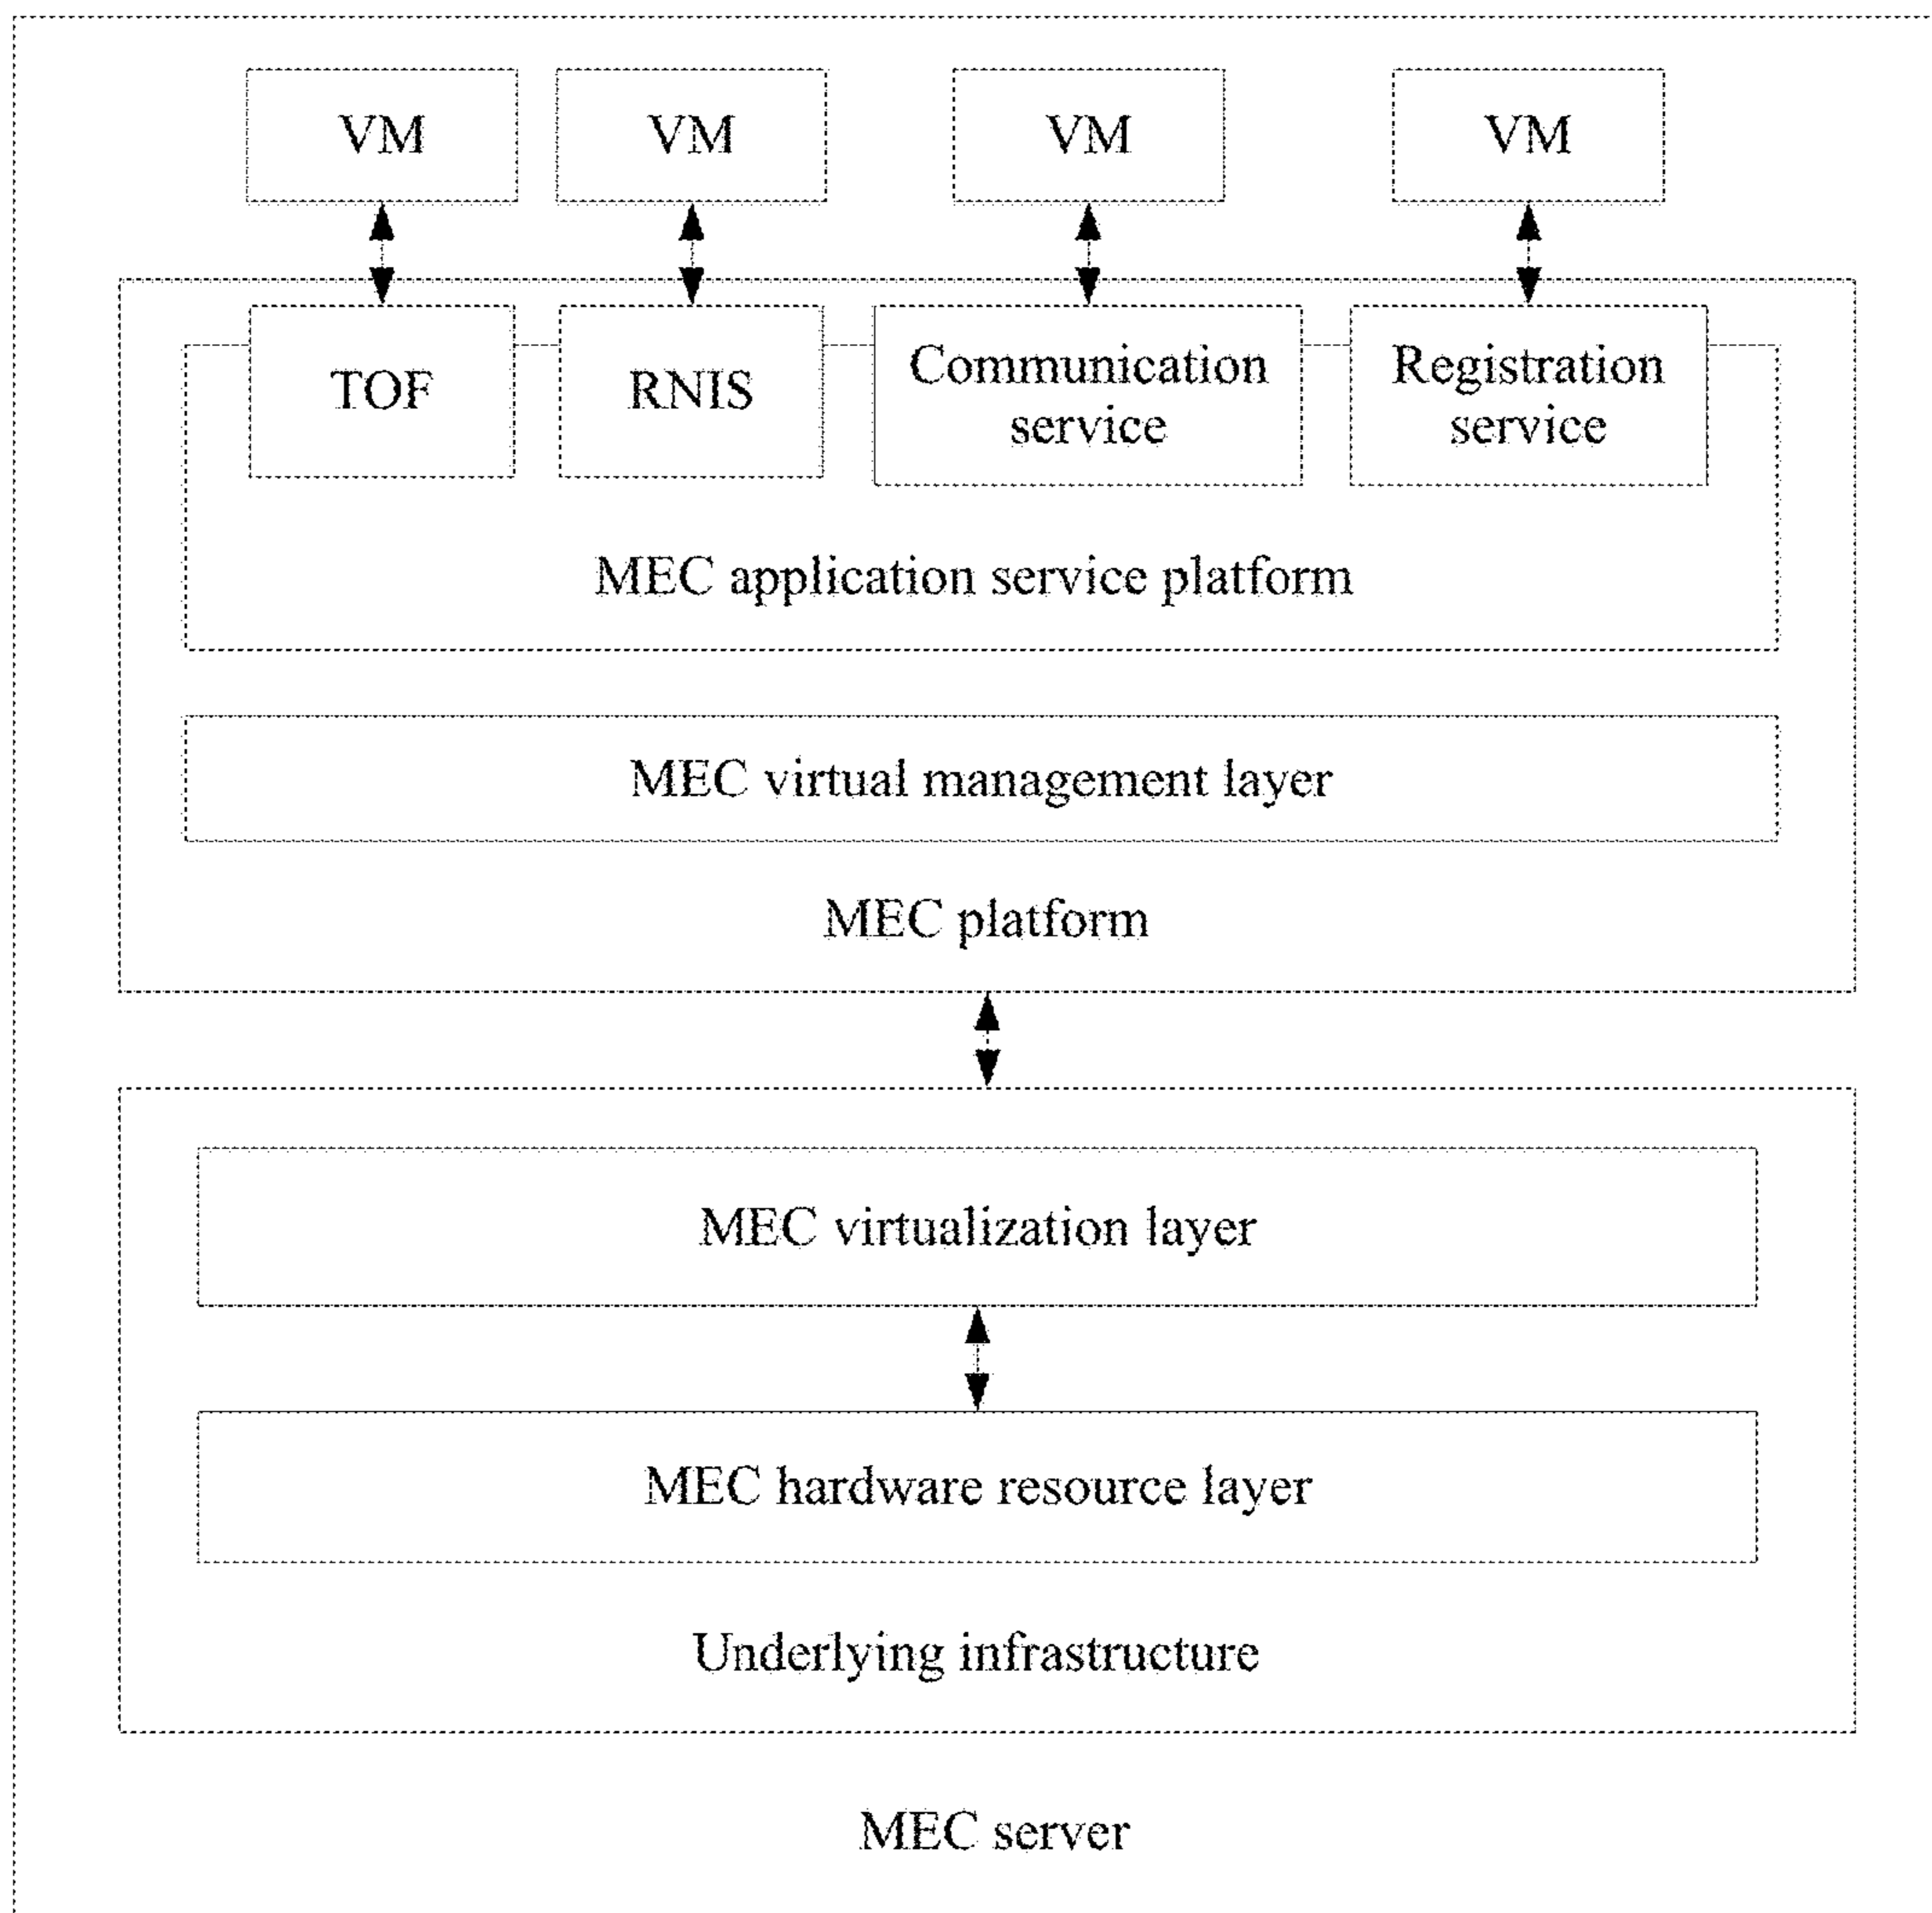 VM
VM
VM
VM
TOF
RNIS
Communication
service
Registration
service
MEC application service platform
MEC virtual management layer
MEC platform
MEC virtualization layer
MEC hardware resource layer
Underlying infrastructure
MEC server